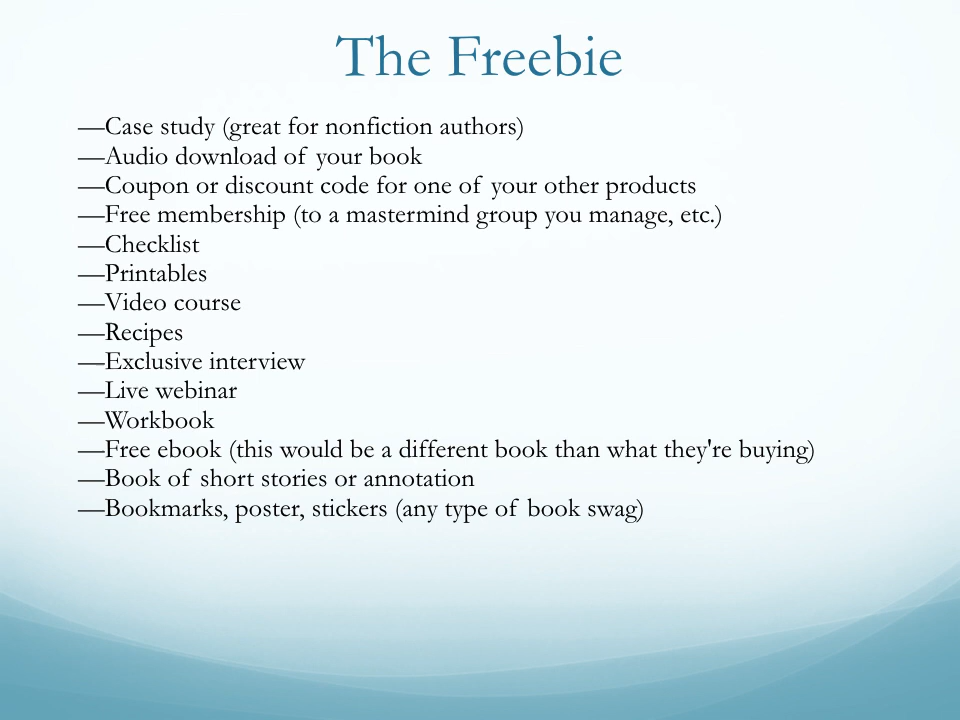 The Freebie
—Case study (great for nonfiction authors)
—Audio download of your book
—Coupon or discount code for one of your other products
—Free membership (to a mastermind group you manage, etc.)
—Checklist
—Printables
—Video course
—Recipes
—Exclusive interview
—Live webinar
—Workbook
—Free ebook (this would be a different book than what they're buying)
—Book of short stories or annotation
—Bookmarks, poster, stickers (any type of book swag)